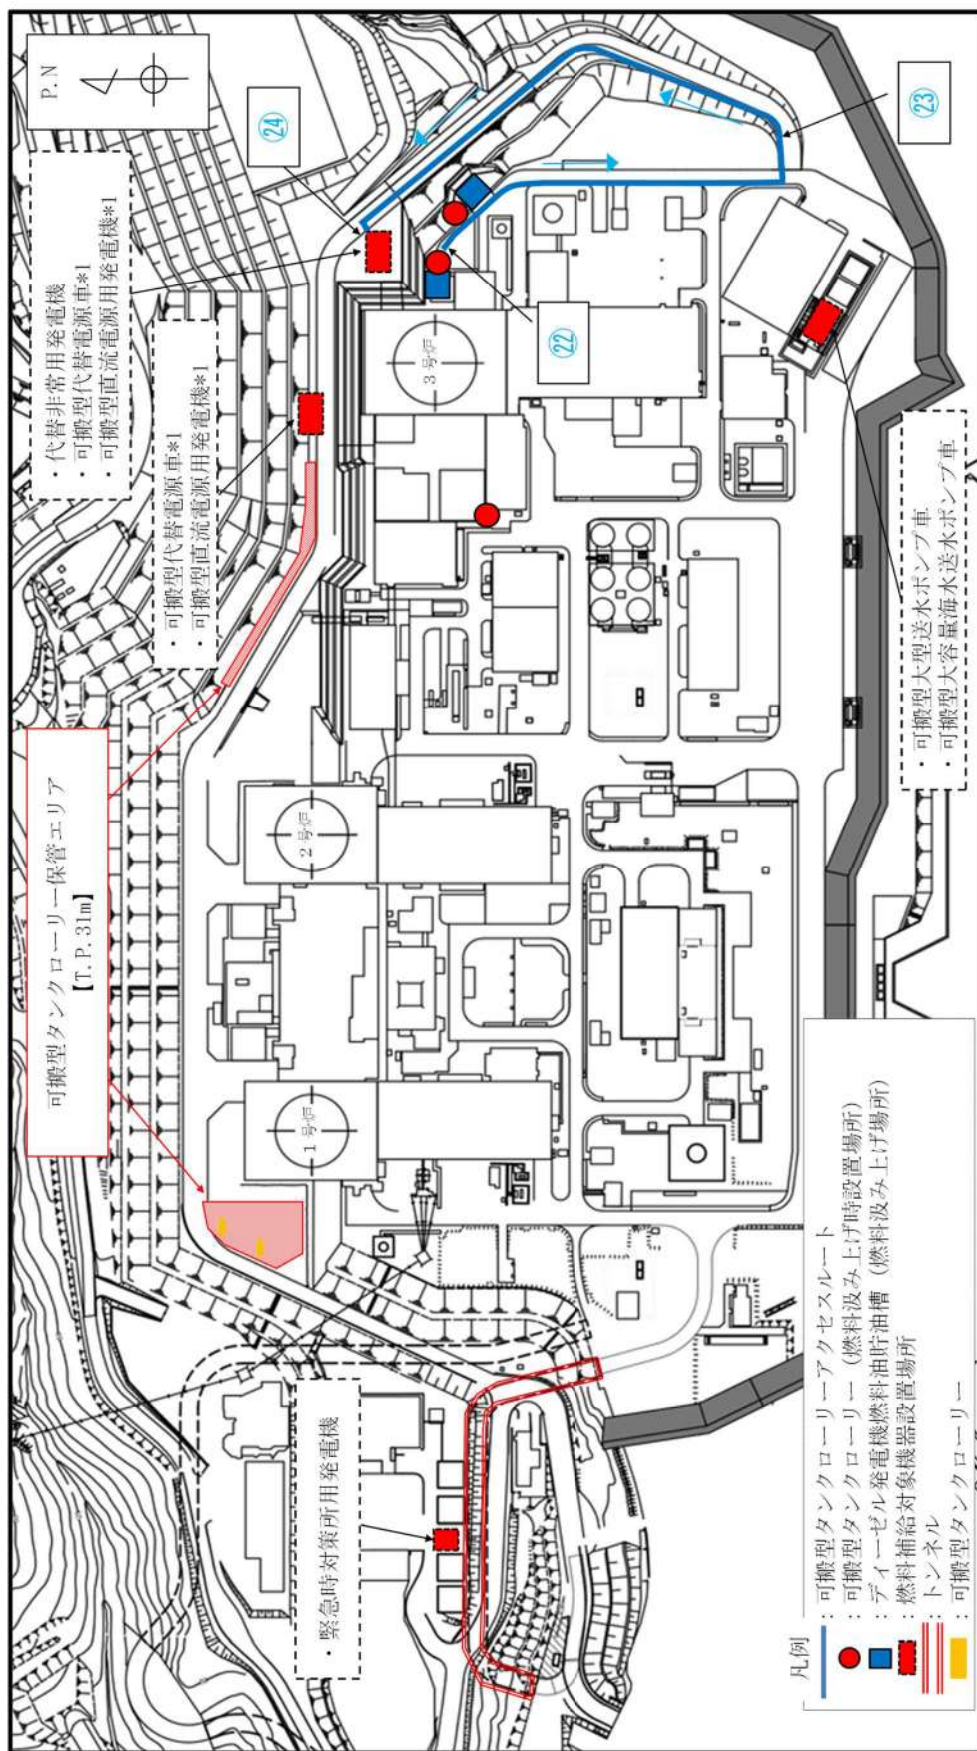 P.N
・代替非常用発電機
・可搬型代替電源車*1
・可搬型直流電源用発電機*1
・可搬型代替電源車*1
・可搬型直流電源用発電機*1
可搬型タンクローリー保管エリア
【T.P.31m】
・緊急時対策所用発電機
㉔
㉓
㉒
3号炉
2号炉
1号炉
・可搬型大型送水ポンプ車
・可搬型大容量海水送水ポンプ車
凡例
：可搬型タンクローリーアクセスルート
：可搬型タンクローリー（燃料汲み上げ時設置場所）
：ディーゼル発電機燃料油貯油槽（燃料汲み上げ場所）
：燃料補給対象機器設置場所
：トンネル
：可搬型タンクローリー